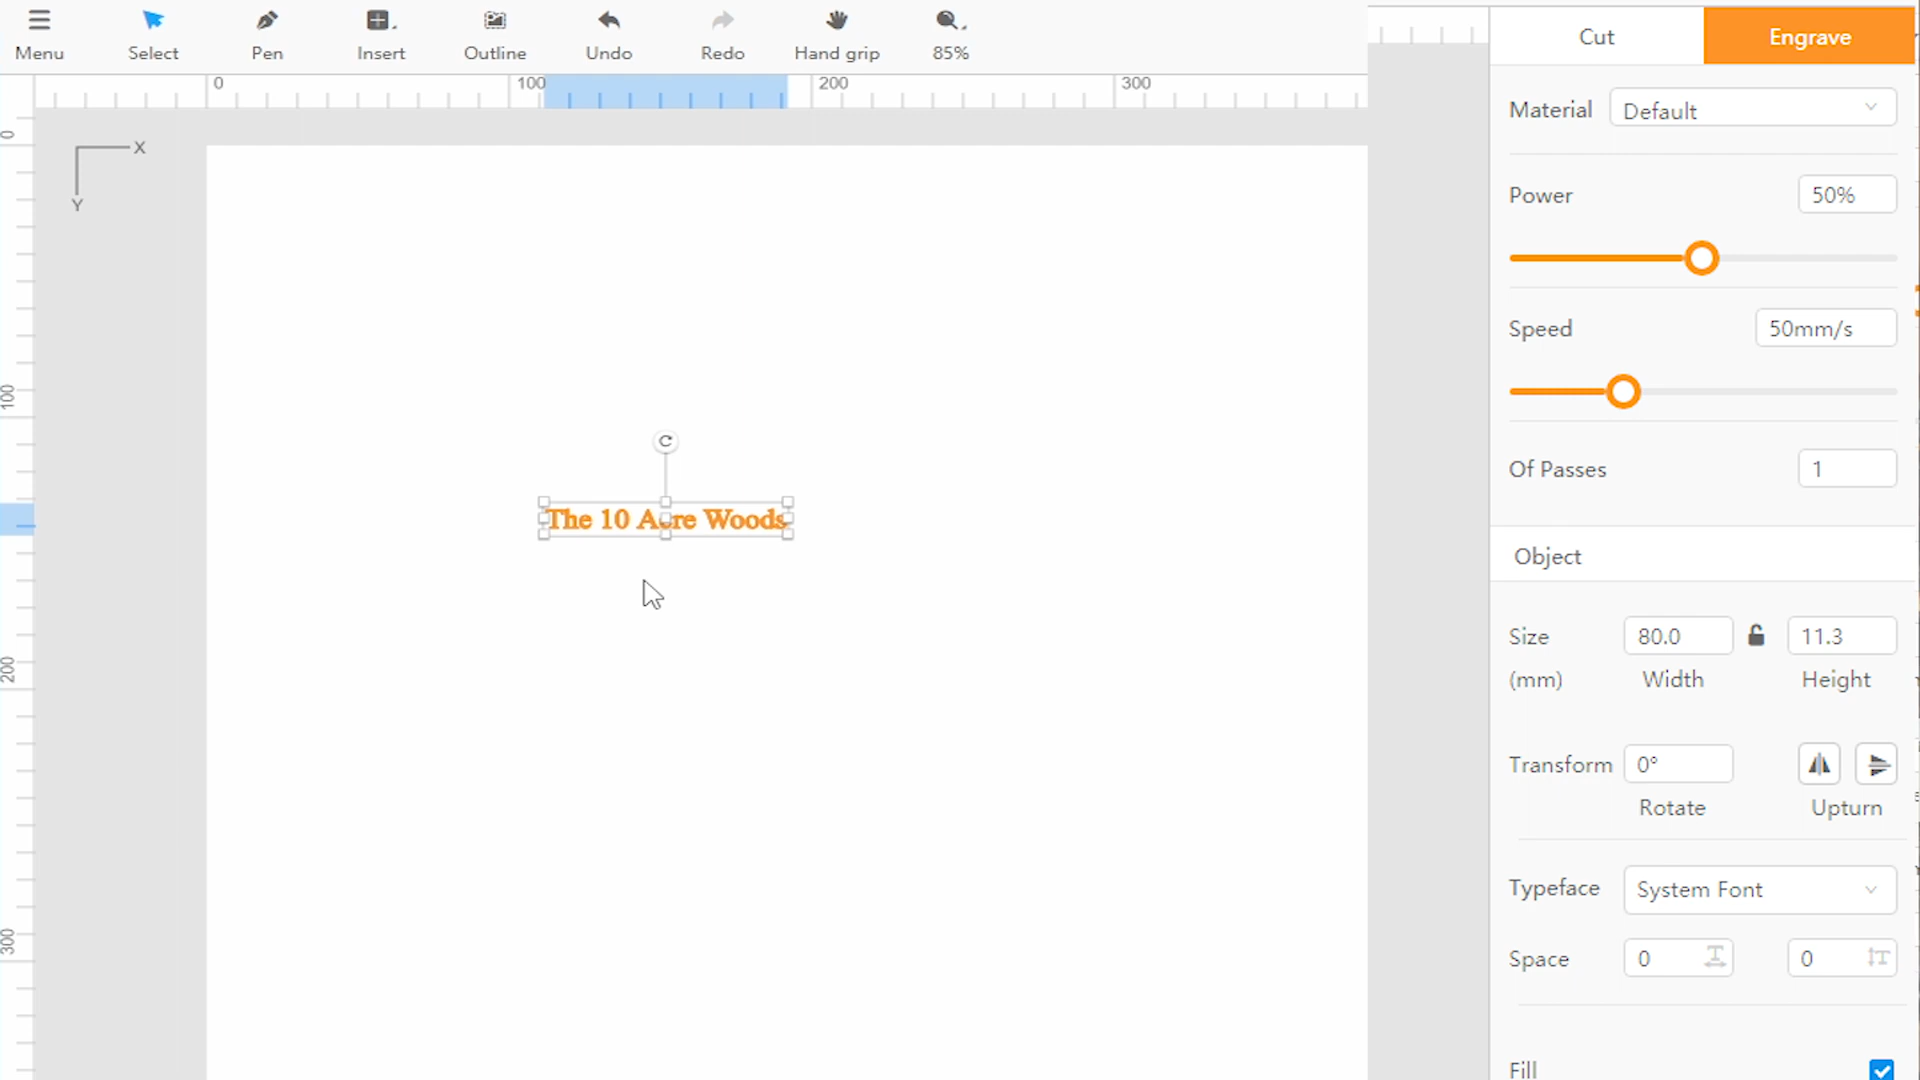 Menu
Select
Pen
Insert
Outline
Undo
Redo
Hand grip
85%
Cut
Engrave
0
100
200
300
0
100
200
300
X
Y
The 10 Acre Woods
Material
Default
Power
50%
Speed
50mm/s
Of Passes
1
Object
Size
80.0
11.3
(mm)
Width
Height
Transform
0°
Rotate
Upturn
Typeface
System Font
Space
0
0
Fill